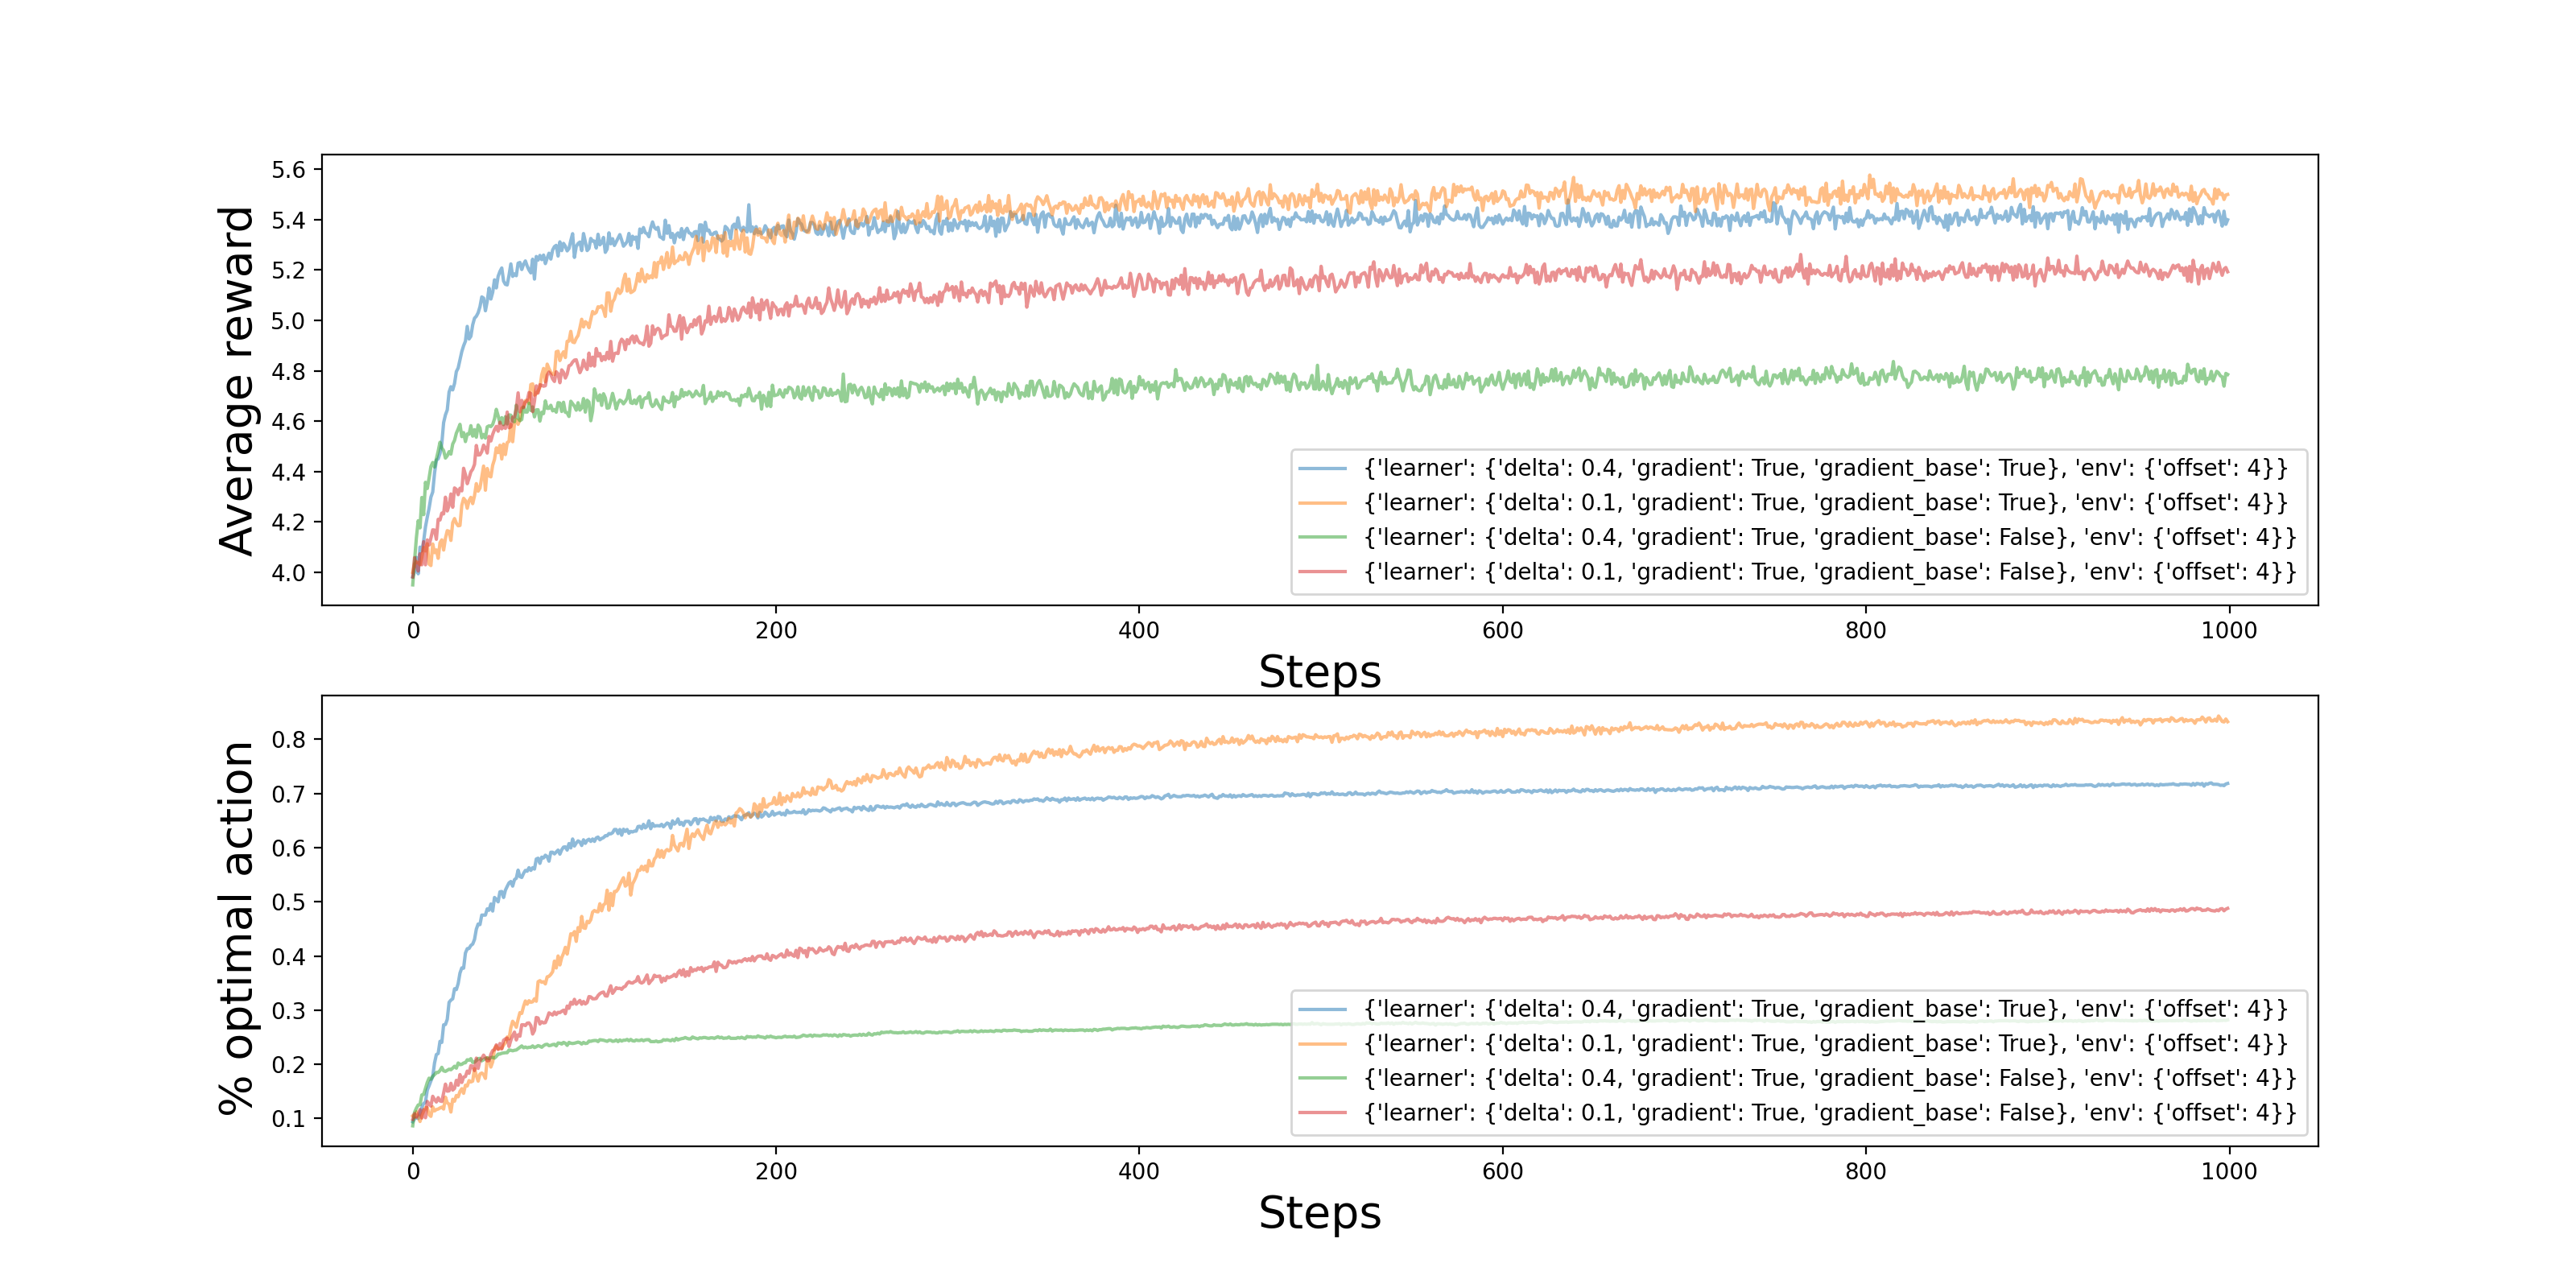 Average reward
5.6
5.4
5.2
5.0
4.8
4.6
4.4
4.2
4.0
{'learner': {'delta': 0.4, 'gradient': True, 'gradient_base': True}, 'env': {'offset': 4}}
{'learner': {'delta': 0.1, 'gradient': True, 'gradient_base': True}, 'env': {'offset': 4}}
{'learner': {'delta': 0.4, 'gradient': True, 'gradient_base': False}, 'env': {'offset': 4}}
{'learner': {'delta': 0.1, 'gradient': True, 'gradient_base': False}, 'env': {'offset': 4}}
0 200 400 600 800 1000
Steps
% optimal action
0.8
0.7
0.6
0.5
0.4
0.3
0.2
0.1
{'learner': {'delta': 0.4, 'gradient': True, 'gradient_base': True}, 'env': {'offset': 4}}
{'learner': {'delta': 0.1, 'gradient': True, 'gradient_base': True}, 'env': {'offset': 4}}
{'learner': {'delta': 0.4, 'gradient': True, 'gradient_base': False}, 'env': {'offset': 4}}
{'learner': {'delta': 0.1, 'gradient': True, 'gradient_base': False}, 'env': {'offset': 4}}
0 200 400 600 800 1000
Steps